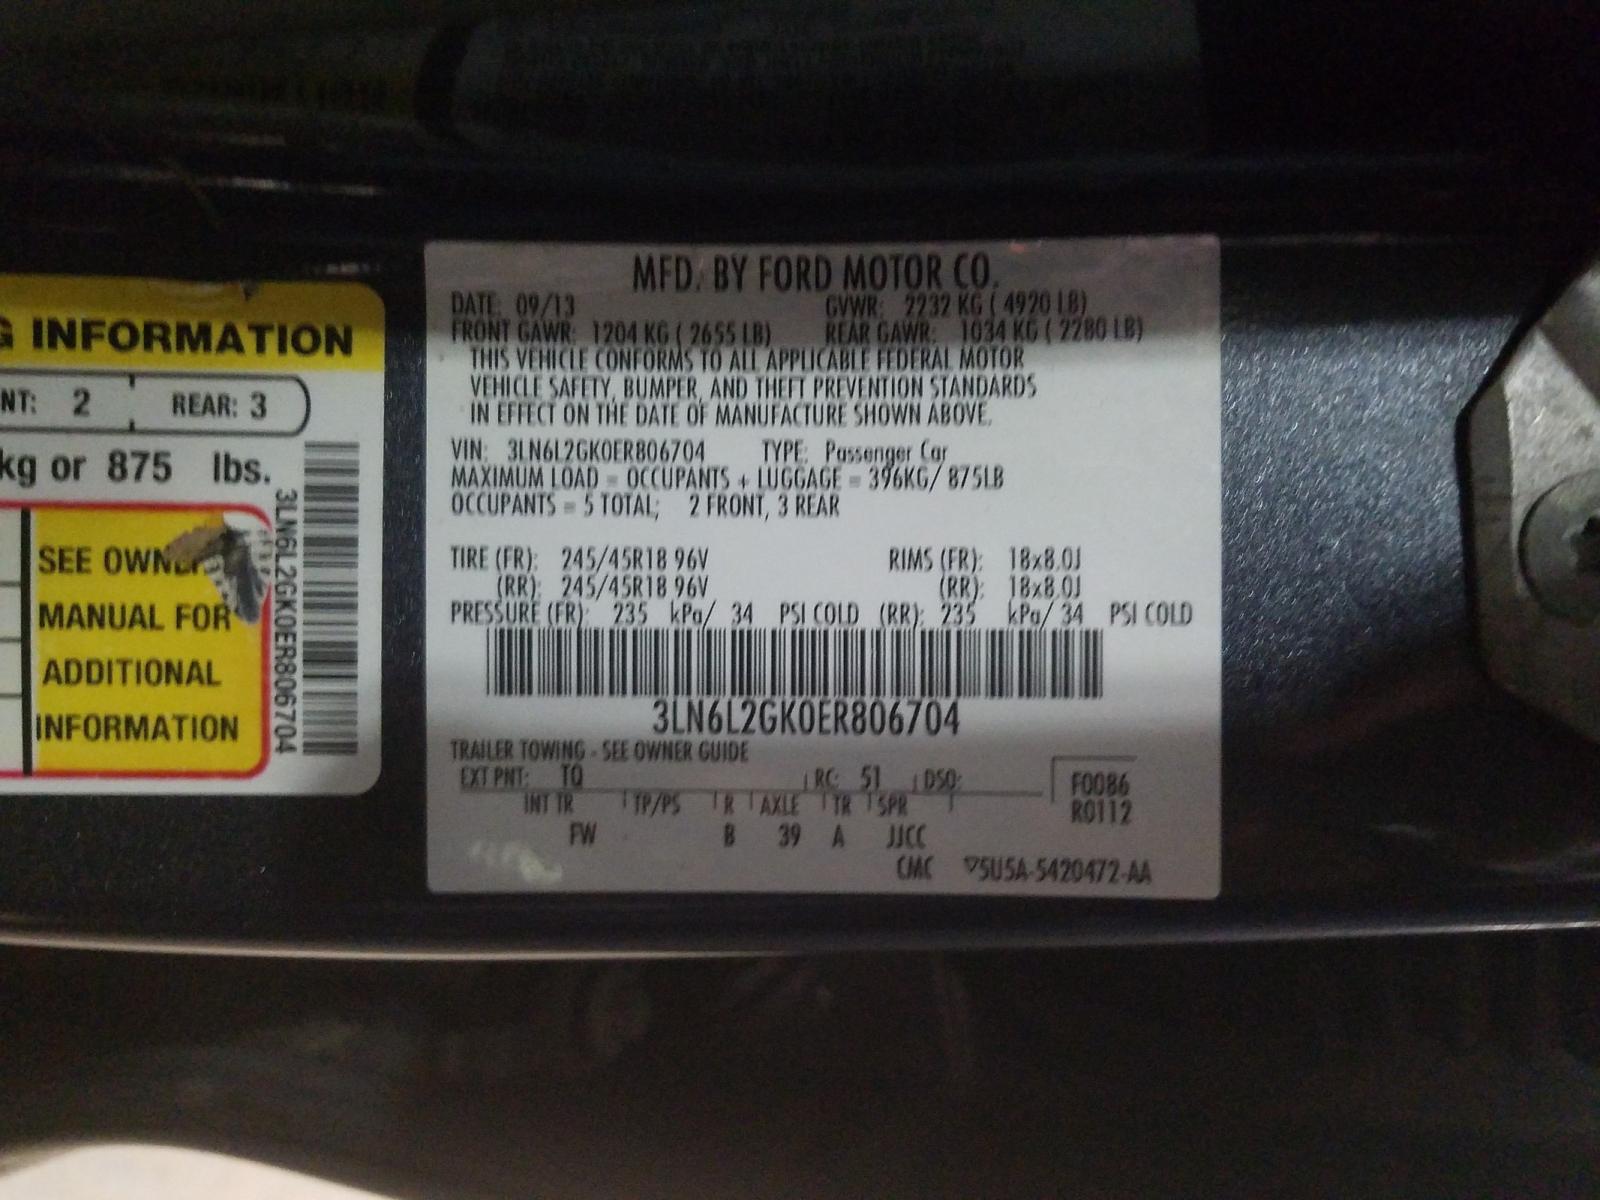 G INFORMATION
NT: 2 REAR: 3
kg or 875 lbs.
SEE OWNER
MANUAL FOR
ADDITIONAL
INFORMATION
3LN6L2GK0ER806704
MFD. BY FORD MOTOR CO.
DATE: 09/13 GVWR: 2232 KG ( 4920 LB)
FRONT GAWR: 1204 KG ( 2655 LB) REAR GAWR: 1034 KG ( 2280 LB)
THIS VEHICLE CONFORMS TO ALL APPLICABLE FEDERAL MOTOR
VEHICLE SAFETY, BUMPER, AND THEFT PREVENTION STANDARDS
IN EFFECT ON THE DATE OF MANUFACTURE SHOWN ABOVE.
VIN: 3LN6L2GK0ER806704 TYPE: Passenger Car
MAXIMUM LOAD = OCCUPANTS + LUGGAGE = 396KG/ 875LB
OCCUPANTS = 5 TOTAL; 2 FRONT, 3 REAR
TIRE (FR): 245/45R18 96V RIMS (FR): 18x8.0J
(RR): 245/45R18 96V (RR): 18x8.0J
PRESSURE (FR): 235 kPa/ 34 PSI COLD (RR): 235 kPa/ 34 PSI COLD
3LN6L2GK0ER806704
TRAILER TOWING - SEE OWNER GUIDE
EXT PNT: TQ RC: 51 DSO: F0086
INT TR TP/PS R AXLE TR SPR R0112
FW B 39 A JJCC
CMC ▽5U5A-5420472-AA